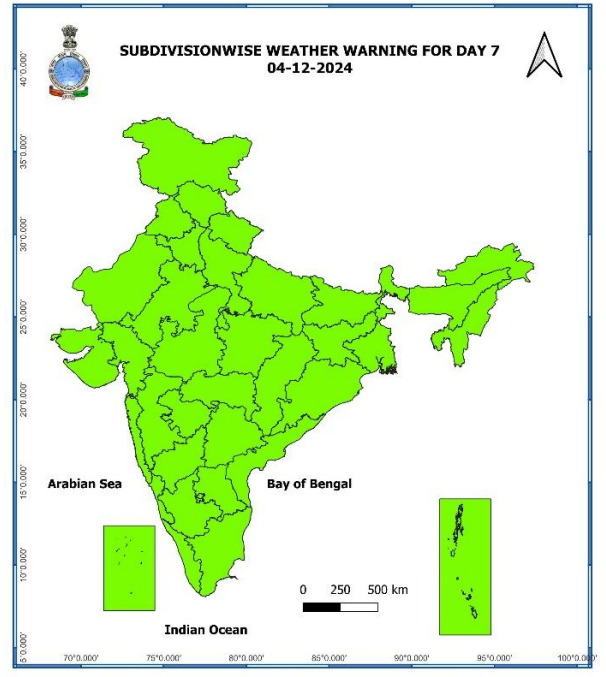 SUBDIVISIONWISE WEATHER WARNING FOR DAY 7
04-12-2024
40°0.000'
35°0.000'
30°0.000'
25°0.000'
20°0.000'
15°0.000'
10°0.000'
5°0.000'
Arabian Sea
Bay of Bengal
0 250 500 km
Indian Ocean
70°0.000' 75°0.000' 80°0.000' 85°0.000' 90°0.000' 95°0.000' 100°0.000'